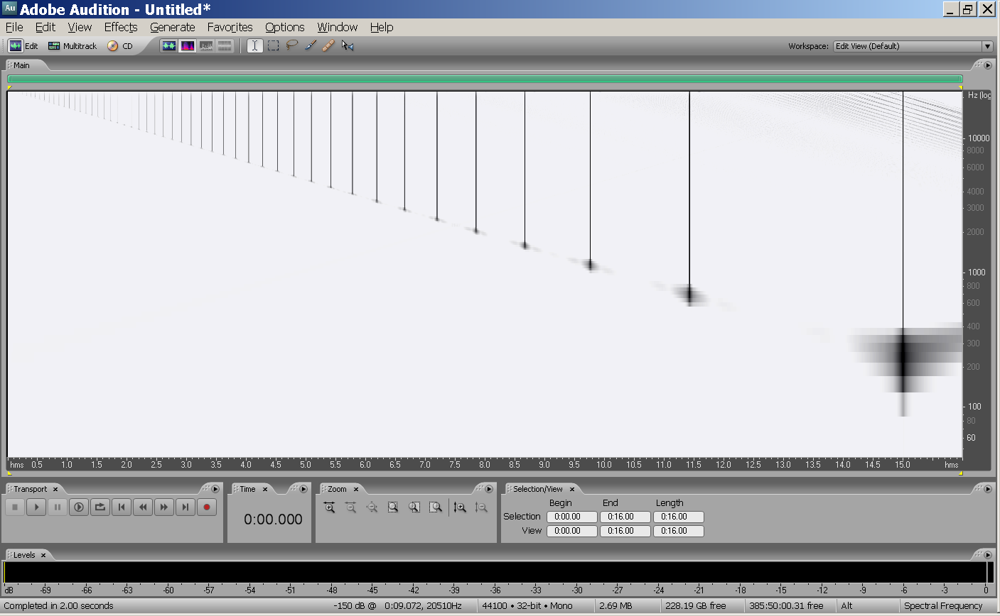 Au Adobe Audition - Untitled*
File Edit View Effects Generate Favorites Options Window Help
Edit Multitrack CD Workspace: Edit View (Default)
Main
Hz (log
10000
8000
6000
4000
3000
2000
1000
800
600
400
300
200
100
80
60
hms 0.5 1.0 1.5 2.0 2.5 3.0 3.5 4.0 4.5 5.0 5.5 6.0 6.5 7.0 7.5 8.0 8.5 9.0 9.5 10.0 10.5 11.0 11.5 12.0 12.5 13.0 13.5 14.0 14.5 15.0 hms
Transport Time Zoom Selection/View
Begin End Length
Selection 0:00.00 0:16.00 0:16.00
View 0:00.00 0:16.00 0:16.00
0:00.000
Levels
dB -69 -66 -63 -60 -57 -54 -51 -48 -45 -42 -39 -36 -33 -30 -27 -24 -21 -18 -15 -12 -9 -6 -3 0
Completed in 2.00 seconds -150 dB @ 0:09.072, 20510Hz 44100 • 32-bit • Mono 2.69 MB 228.19 GB free 385:50:00.31 free Alt Spectral Frequency